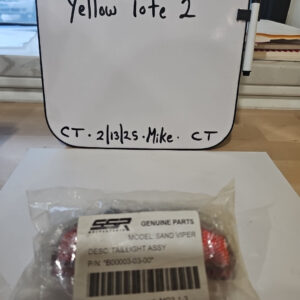 Yellow Tote 2
CT · 2/13/25 · Mike · CT
SSR
GENUINE PARTS
MODEL: SAND VIPER
DESC: TAILLIGHT ASSY
P/N: *B00003-03-00*